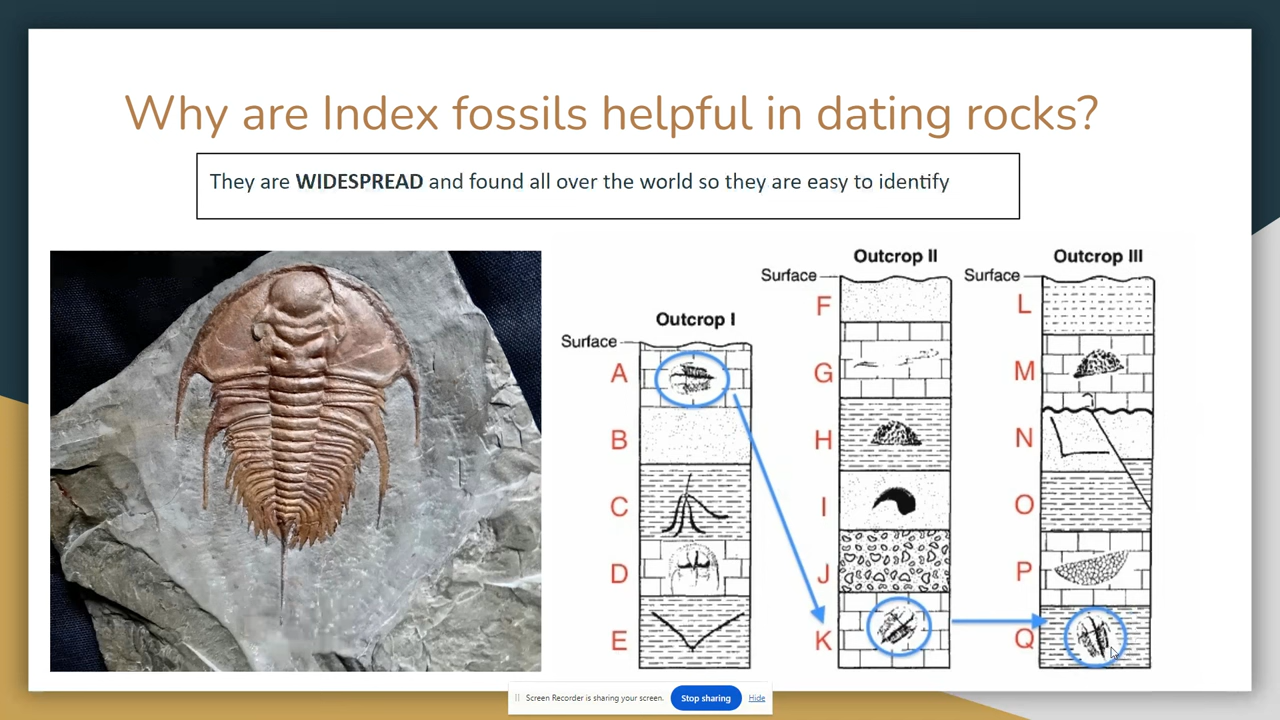 Why are Index fossils helpful in dating rocks?
They are WIDESPREAD and found all over the world so they are easy to identify
Outcrop I
Surface
A
B
C
D
E
Outcrop II
Surface
F
G
H
I
J
K
Outcrop III
Surface
L
M
N
O
P
Q
Screen Recorder is sharing your screen.
Stop sharing
Hide